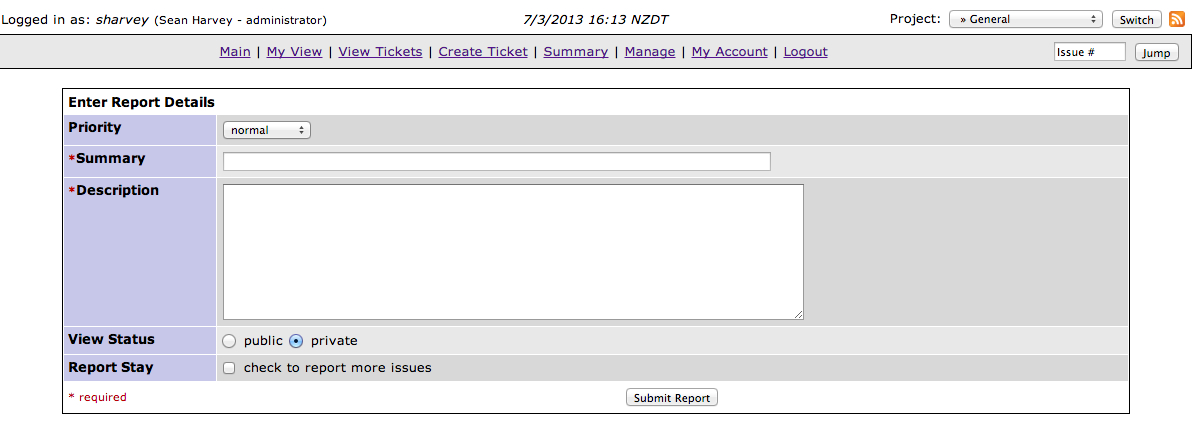 Logged in as: sharvey (Sean Harvey - administrator) 7/3/2013 16:13 NZDT Project: » General Switch
Main | My View | View Tickets | Create Ticket | Summary | Manage | My Account | Logout Issue # Jump
Enter Report Details
Priority normal
*Summary
*Description
View Status public private
Report Stay check to report more issues
* required Submit Report